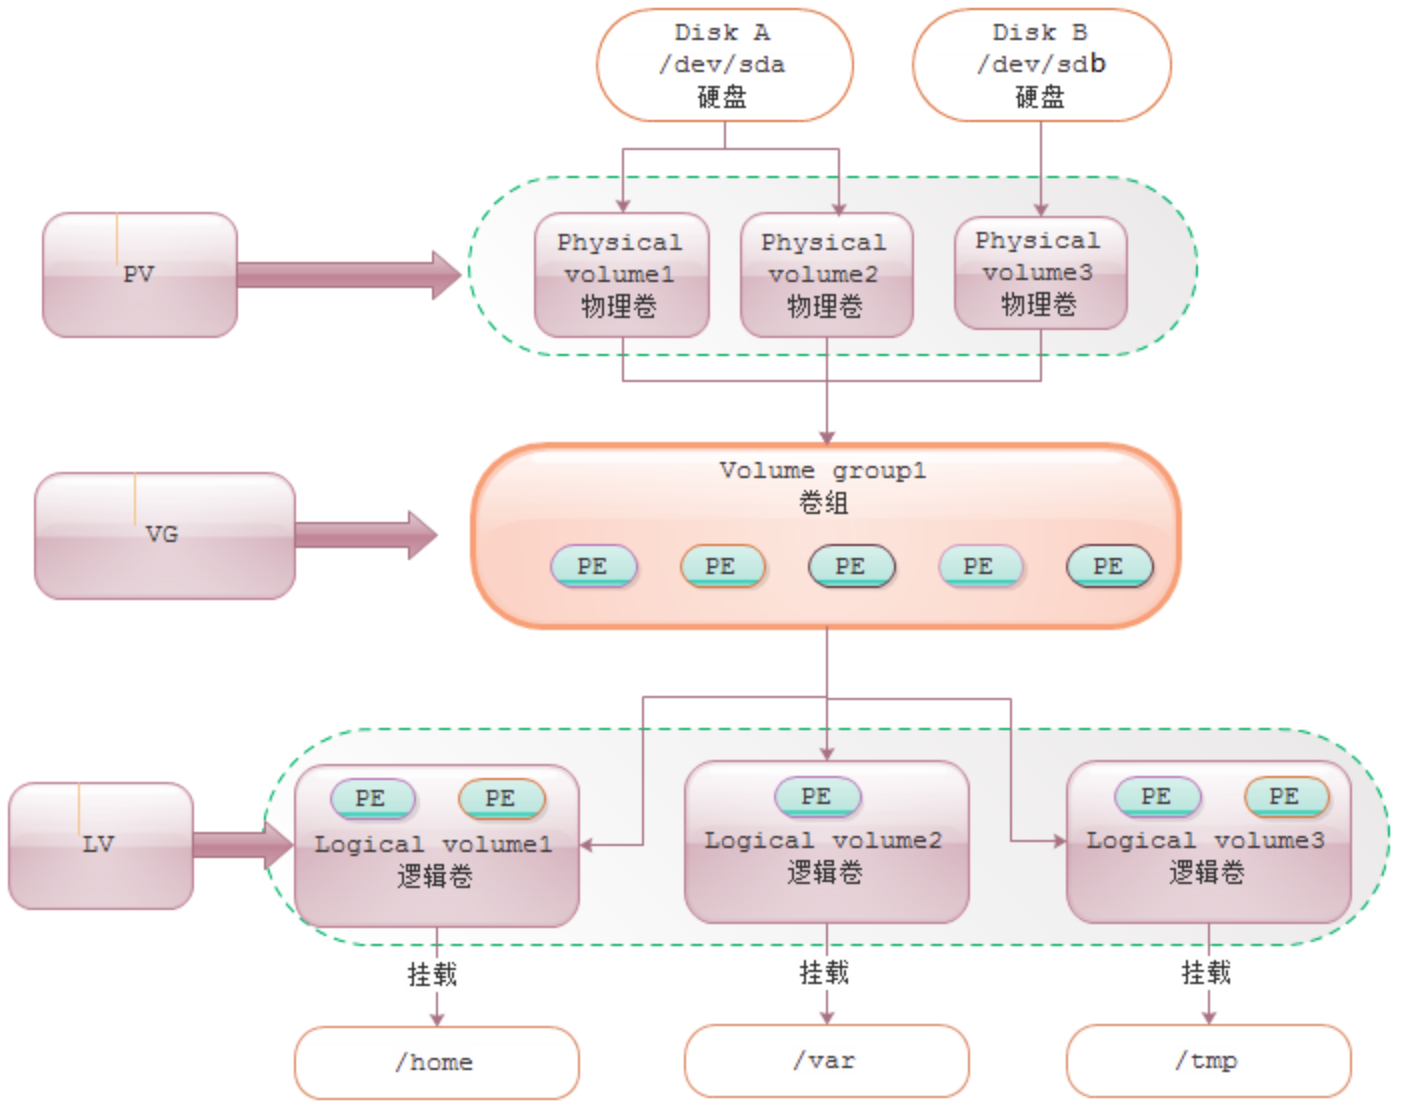 Disk A
/dev/sda
硬盘
Disk B
/dev/sdb
硬盘
PV
Physical
volume1
物理卷
Physical
volume2
物理卷
Physical
volume3
物理卷
VG
Volume group1
卷组
PE
PE
PE
PE
PE
LV
PE
PE
Logical volume1
逻辑卷
PE
Logical volume2
逻辑卷
PE
PE
Logical volume3
逻辑卷
挂载
挂载
挂载
/home
/var
/tmp